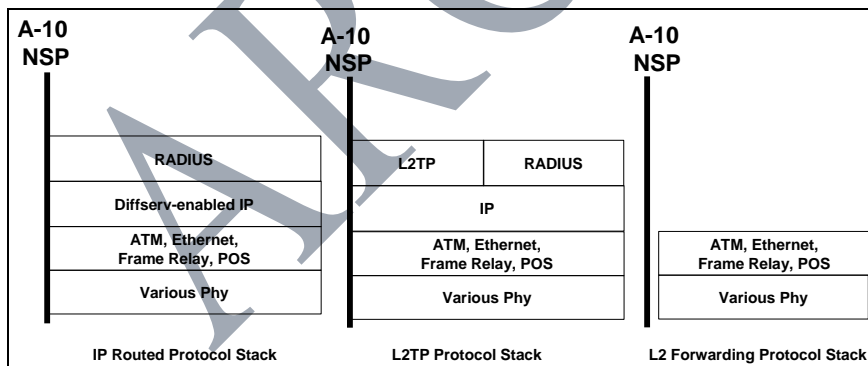 A-10
NSP
RADIUS
Diffserv-enabled IP
ATM, Ethernet,
Frame Relay, POS
Various Phy
IP Routed Protocol Stack
A-10
NSP
L2TP
RADIUS
IP
ATM, Ethernet,
Frame Relay, POS
Various Phy
L2TP Protocol Stack
A-10
NSP
ATM, Ethernet,
Frame Relay, POS
Various Phy
L2 Forwarding Protocol Stack